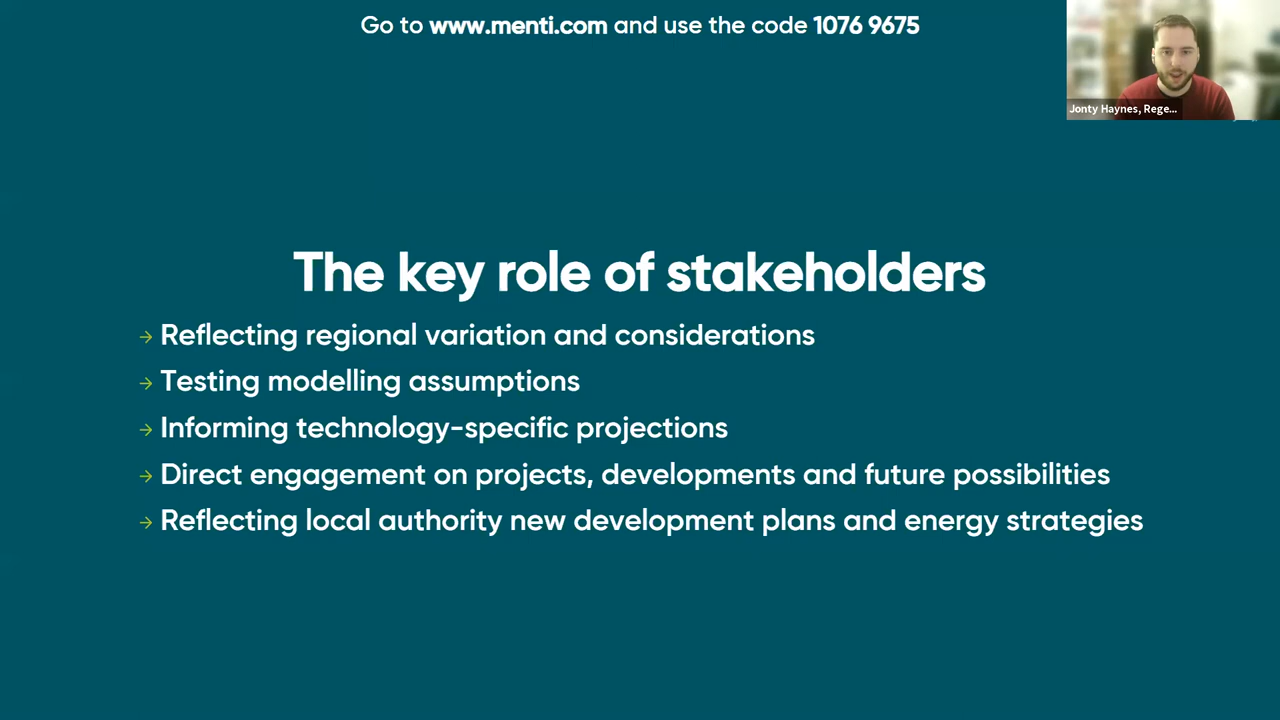 Go to www.menti.com and use the code 1076 9675
Jonty Haynes, Rege...
The key role of stakeholders
→ Reflecting regional variation and considerations
→ Testing modelling assumptions
→ Informing technology-specific projections
→ Direct engagement on projects, developments and future possibilities
→ Reflecting local authority new development plans and energy strategies